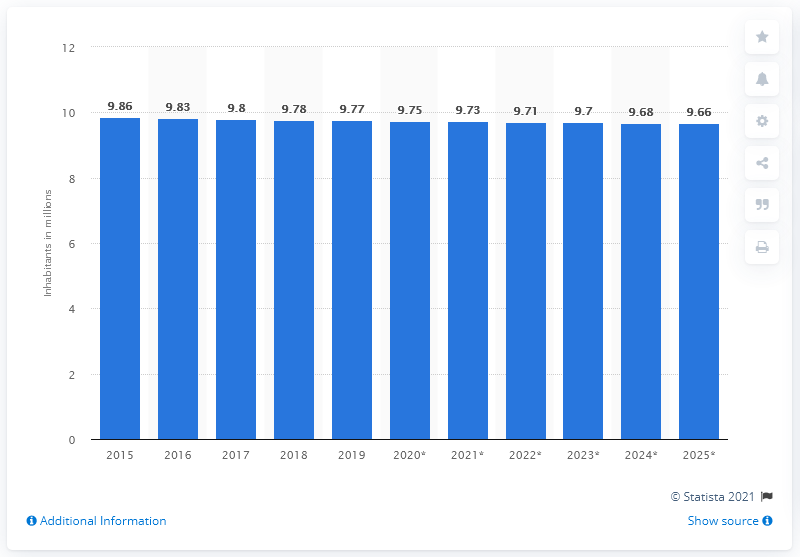 12
10
8
6
4
2
0
Inhabitants in millions
9.86 9.83 9.8 9.78 9.77 9.75 9.73 9.71 9.7 9.68 9.66
2015 2016 2017 2018 2019 2020* 2021* 2022* 2023* 2024* 2025*
© Statista 2021
Additional Information
Show source